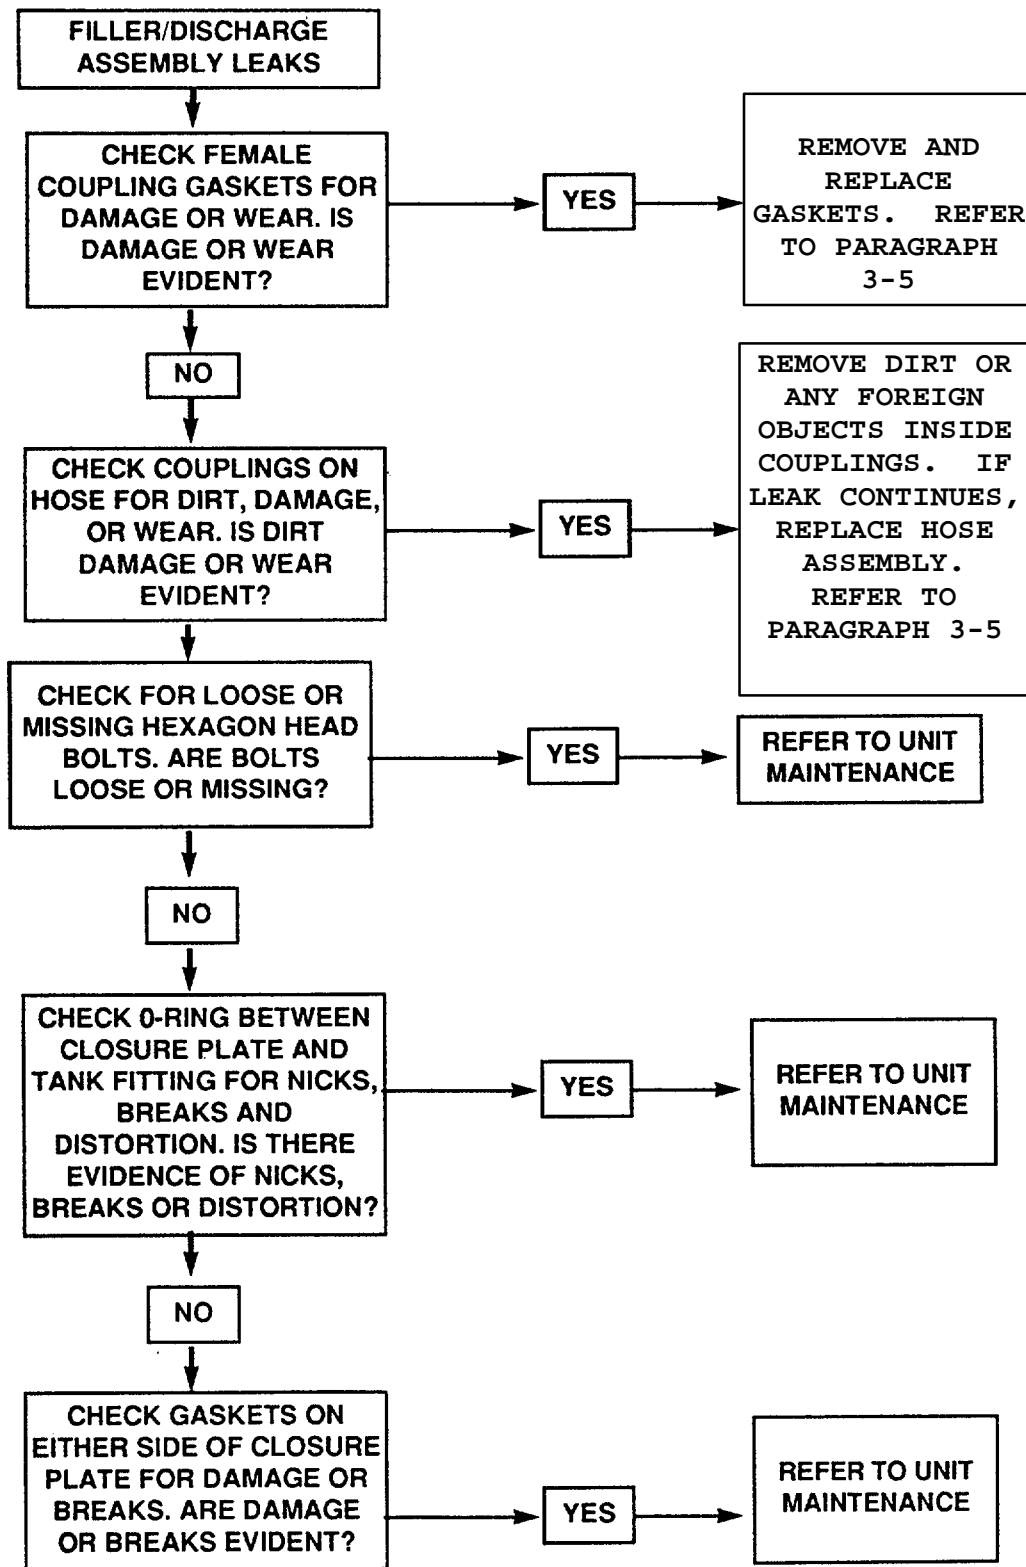 FILLER/DISCHARGE
ASSEMBLY LEAKS
CHECK FEMALE
COUPLING GASKETS FOR
DAMAGE OR WEAR. IS
DAMAGE OR WEAR
EVIDENT?
YES
REMOVE AND
REPLACE
GASKETS. REFER
TO PARAGRAPH
3-5
NO
CHECK COUPLINGS ON
HOSE FOR DIRT, DAMAGE,
OR WEAR. IS DIRT
DAMAGE OR WEAR
EVIDENT?
YES
REMOVE DIRT OR
ANY FOREIGN
OBJECTS INSIDE
COUPLINGS. IF
LEAK CONTINUES,
REPLACE HOSE
ASSEMBLY.
REFER TO
PARAGRAPH 3-5
CHECK FOR LOOSE OR
MISSING HEXAGON HEAD
BOLTS. ARE BOLTS
LOOSE OR MISSING?
YES
REFER TO UNIT
MAINTENANCE
NO
CHECK 0-RING BETWEEN
CLOSURE PLATE AND
TANK FITTING FOR NICKS,
BREAKS AND
DISTORTION. IS THERE
EVIDENCE OF NICKS,
BREAKS OR DISTORTION?
YES
REFER TO UNIT
MAINTENANCE
NO
CHECK GASKETS ON
EITHER SIDE OF CLOSURE
PLATE FOR DAMAGE OR
BREAKS. ARE DAMAGE
OR BREAKS EVIDENT?
YES
REFER TO UNIT
MAINTENANCE